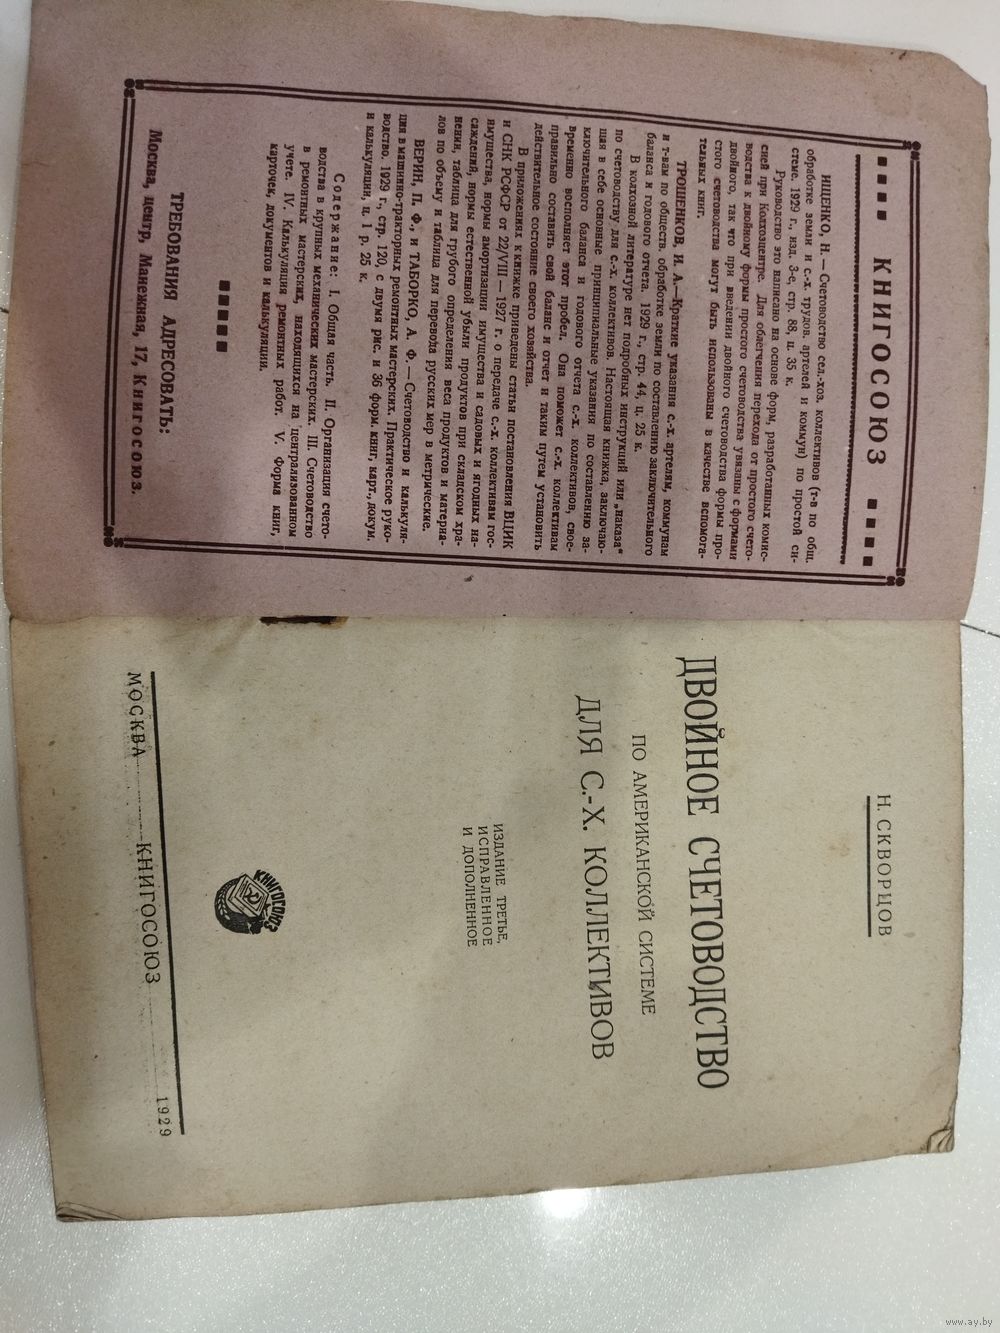 КНИГОСОЮЗ
ИЩЕНКО, Н. — Счетоводство сел.-хоз. коллективов (т-в по общ.
обработке земли и с.-х. трудов. артелей и коммун) по простой си-
стеме. 1929 г., изд. 3-е, стр. 88, ц. 35 к.
Руководство это написано на основе форм, разработанных комис-
сией при Колхозцентре. Для облегчения перехода от простого счето-
водства к двойному формы простого счетоводства увязаны с формами
двойного, так что при введении двойного счетоводства формы про-
стого счетоводства могут быть использованы в качестве вспомога-
тельных книг.
ТРОШЕНКОВ, И. А. — Краткие указания с.-х. артелям, коммунам
и т-вам по обществ. обработке земли по составлению заключительного
баланса и годового отчета. 1929 г., стр. 44, ц. 25 к.
В колхозной литературе нет подробных инструкций или „наказа"
по счетоводству для с.-х. коллективов. Настоящая книжка, заключаю-
щая в себе основные принципиальные указания по составлению за-
ключительного баланса и годового отчета с.-х. коллективов, свое-
временно восполняет этот пробел. Она поможет с.-х. коллективам
правильно составить свой баланс и отчет и таким путем установить
действительное состояние своего хозяйства.
В приложениях к книжке приведены статьи постановления ВЦИК
и СНК РСФСР от 22/VIII — 1927 г. о передаче с.-х. коллективам гос-
имущества, нормы амортизации имущества и садовых и ягодных на-
саждений, нормы естественной убыли продуктов при складском хра-
нении, таблица для грубого определения веса продуктов и материа-
лов по объему и таблица для перевода русских мер в метрические.
ВЕРИН, П. Ф., и ТАВОРКО, А. Ф. — Счетоводство и калькуля-
ция в машинно-тракторных ремонтных мастерских. Практическое руко-
водство. 1929 г., стр. 120, с двумя рис. и 36 форм. книг, карт., докум.
и калькуляции, ц. 1 р. 25 к.
Содержание: I. Общая часть. II. Организация счето-
водства в крупных механических мастерских. III. Счетоводство
в ремонтных мастерских, находящихся на централизованном
учете. IV. Калькуляция ремонтных работ. V. Форма книг,
карточек, документов и калькуляции.
ТРЕБОВАНИЯ АДРЕСОВАТЬ:
Москва, центр, Манежная, 17, Книгосоюз.
Н. СКВОРЦОВ
ДВОЙНОЕ СЧЕТОВОДСТВО
ПО АМЕРИКАНСКОЙ СИСТЕМЕ
ДЛЯ С.-Х. КОЛЛЕКТИВОВ
ИЗДАНИЕ ТРЕТЬЕ,
ИСПРАВЛЕННОЕ
И ДОПОЛНЕННОЕ
КНИГОСОЮЗ
МОСКВА КНИГОСОЮЗ 1929
www.ay.by